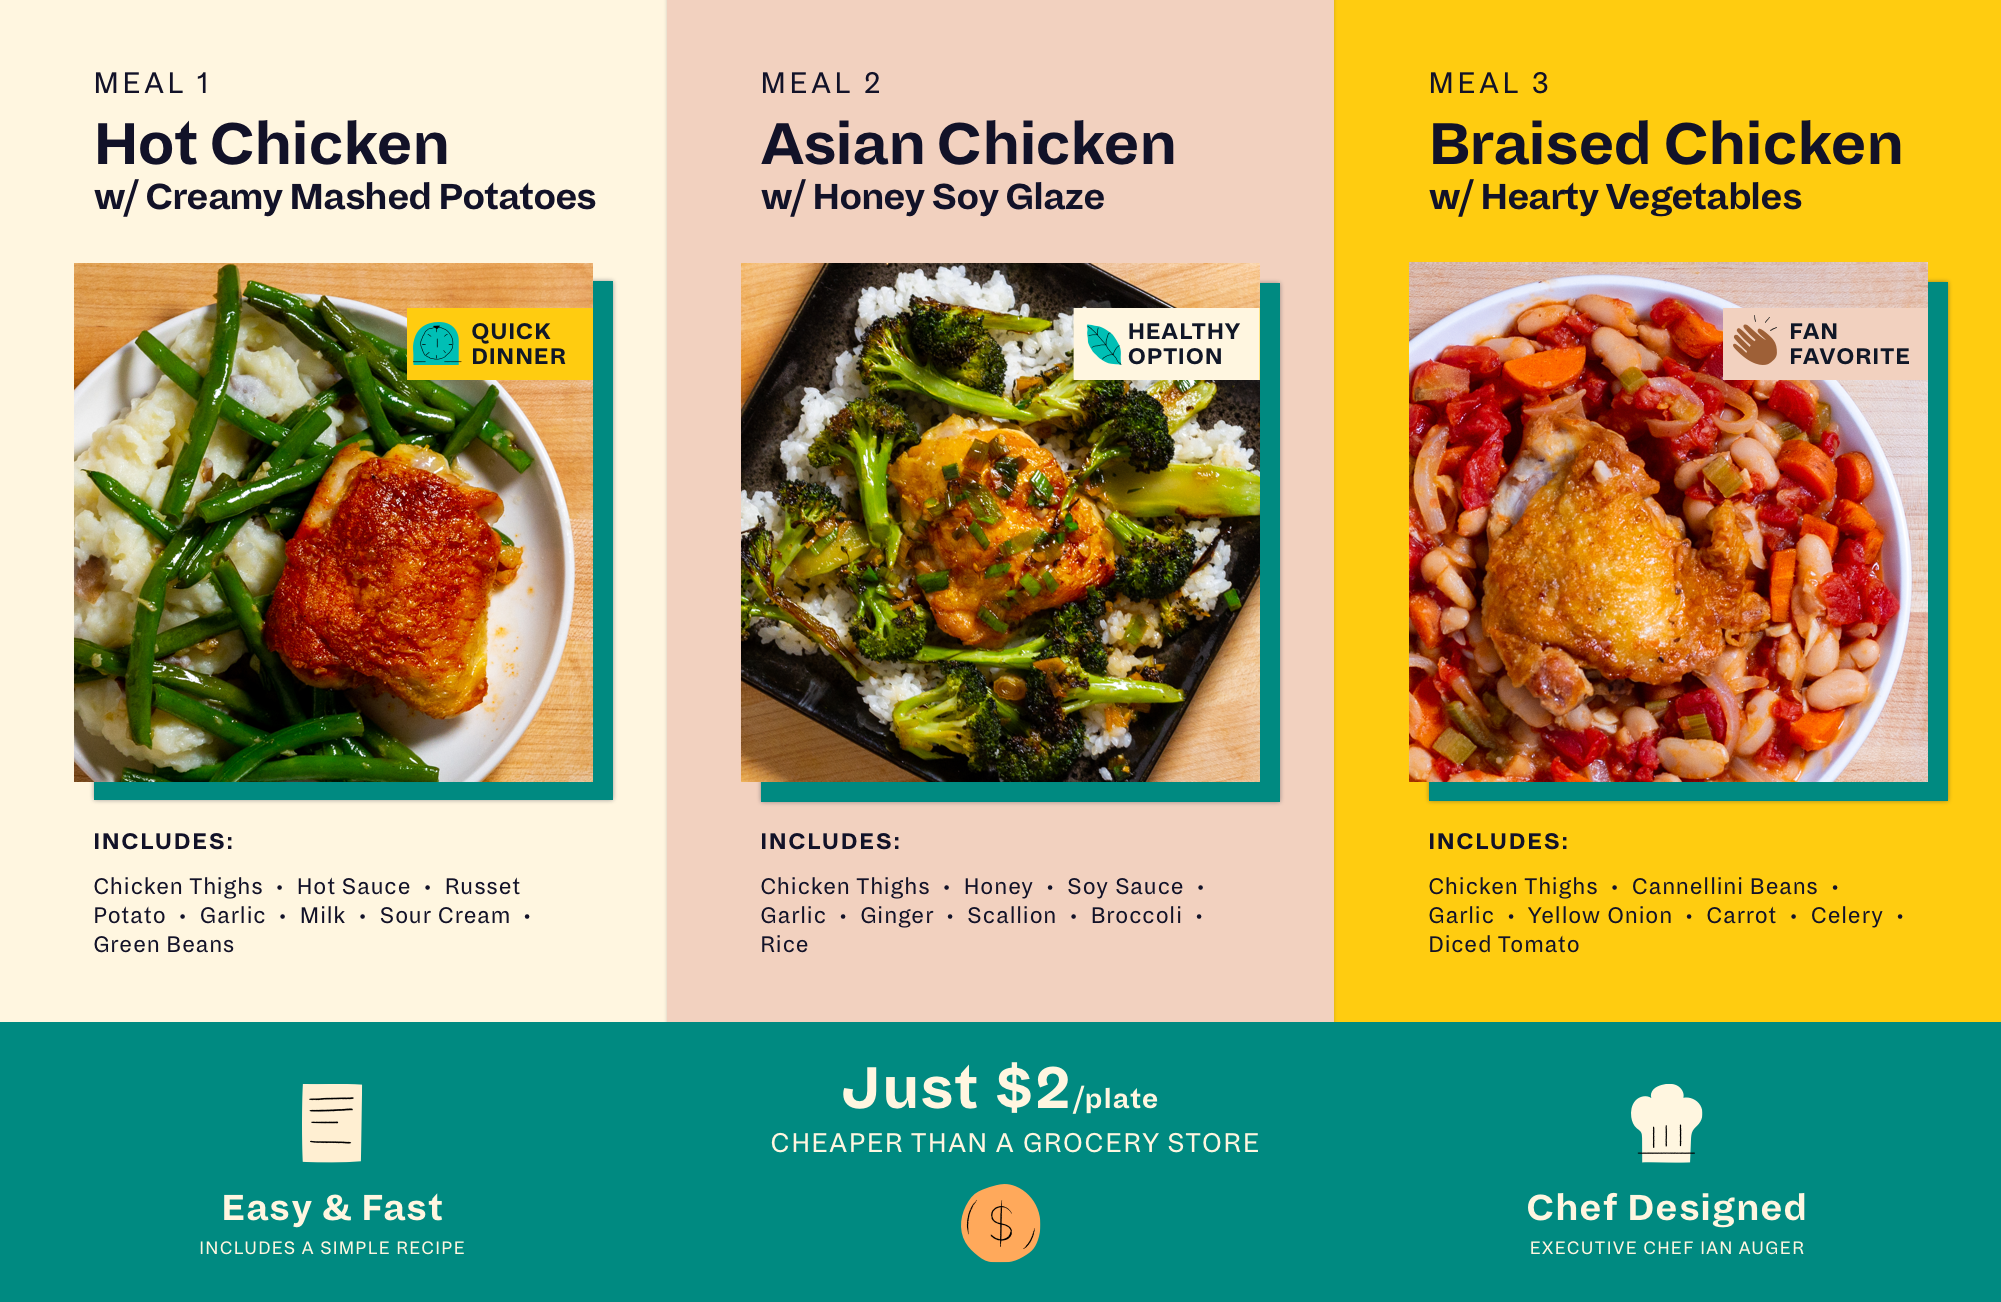 MEAL 1
Hot Chicken
w/ Creamy Mashed Potatoes
QUICK
DINNER
INCLUDES:
Chicken Thighs • Hot Sauce • Russet
Potato • Garlic • Milk • Sour Cream •
Green Beans
MEAL 2
Asian Chicken
w/ Honey Soy Glaze
HEALTHY
OPTION
INCLUDES:
Chicken Thighs • Honey • Soy Sauce •
Garlic • Ginger • Scallion • Broccoli •
Rice
MEAL 3
Braised Chicken
w/ Hearty Vegetables
FAN
FAVORITE
INCLUDES:
Chicken Thighs • Cannellini Beans •
Garlic • Yellow Onion • Carrot • Celery •
Diced Tomato
Easy & Fast
INCLUDES A SIMPLE RECIPE
Just $2/plate
CHEAPER THAN A GROCERY STORE
$
Chef Designed
EXECUTIVE CHEF IAN AUGER